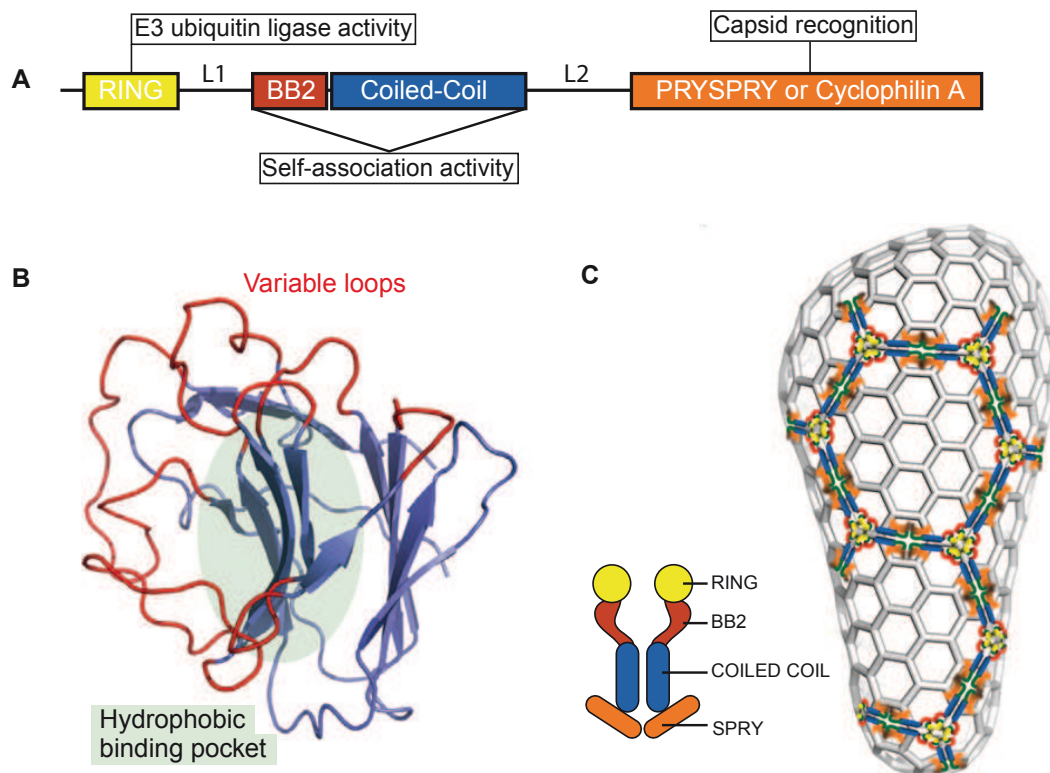 A
E3 ubiquitin ligase activity
Capsid recognition
RING
L1
BB2
Coiled-Coil
L2
PRYSPRY or Cyclophilin A
Self-association activity
B
Variable loops
Hydrophobic
binding pocket
C
RING
BB2
COILED COIL
SPRY